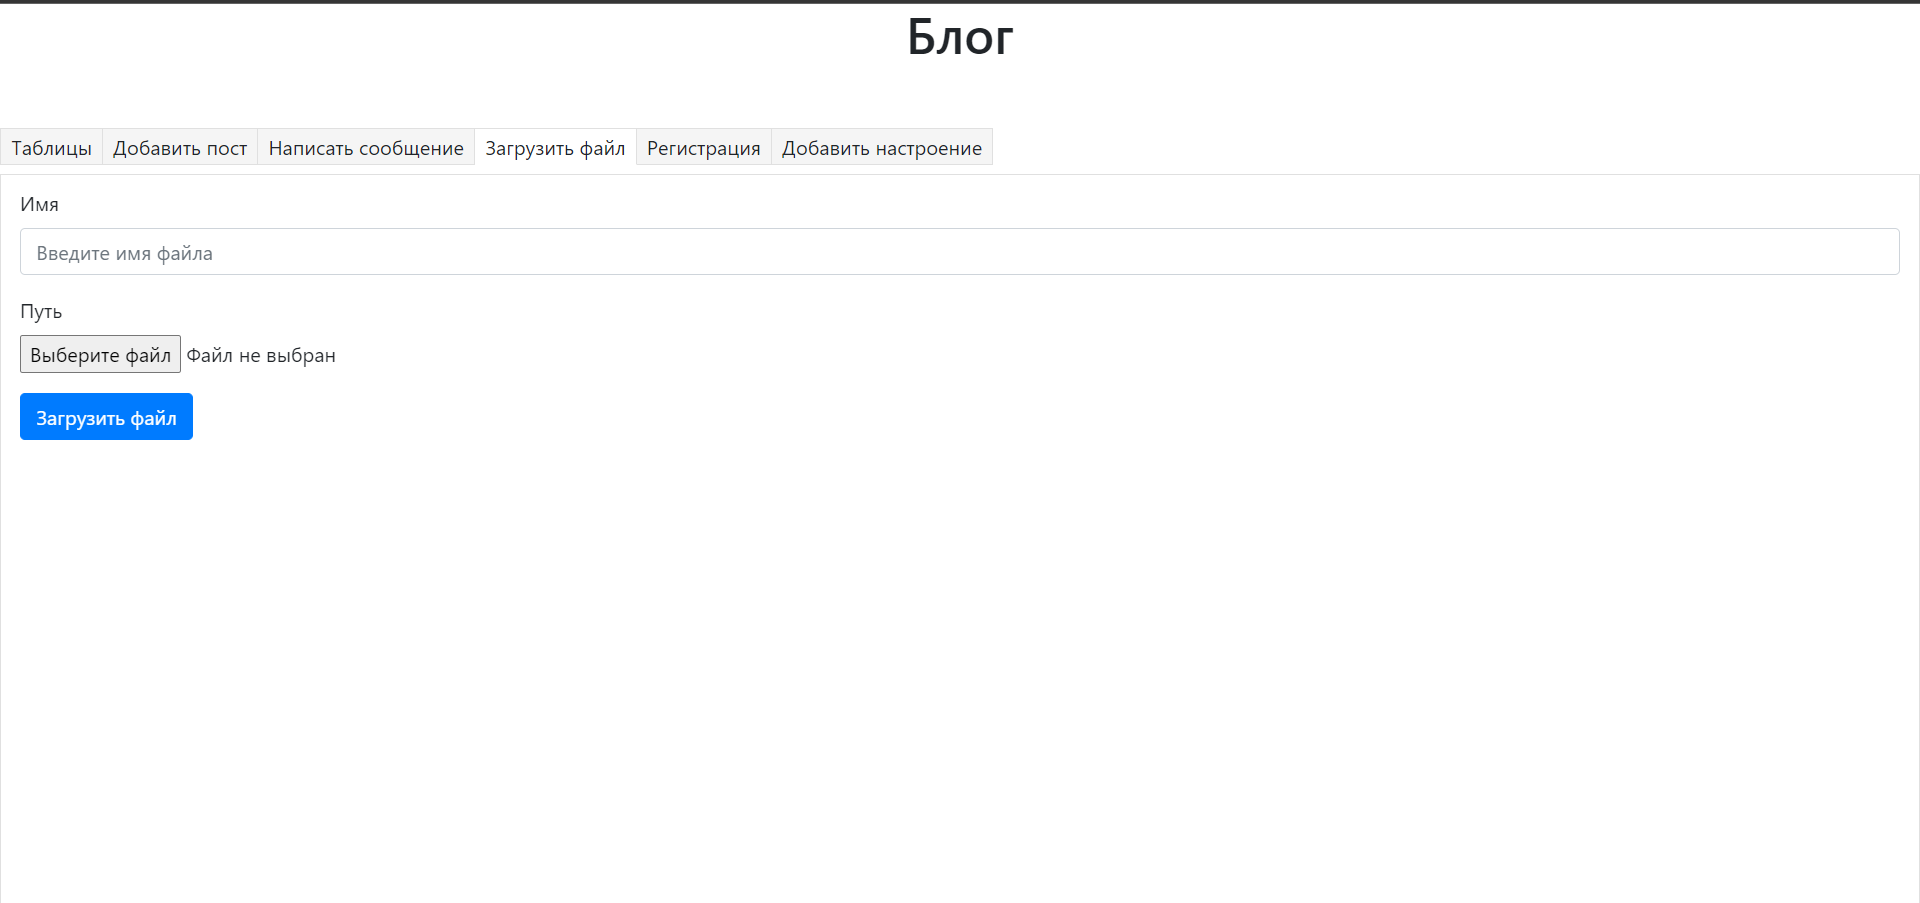 Блог
Таблицы Добавить пост Написать сообщение Загрузить файл Регистрация Добавить настроение
Имя
Введите имя файла
Путь
Выберите файл Файл не выбран
Загрузить файл